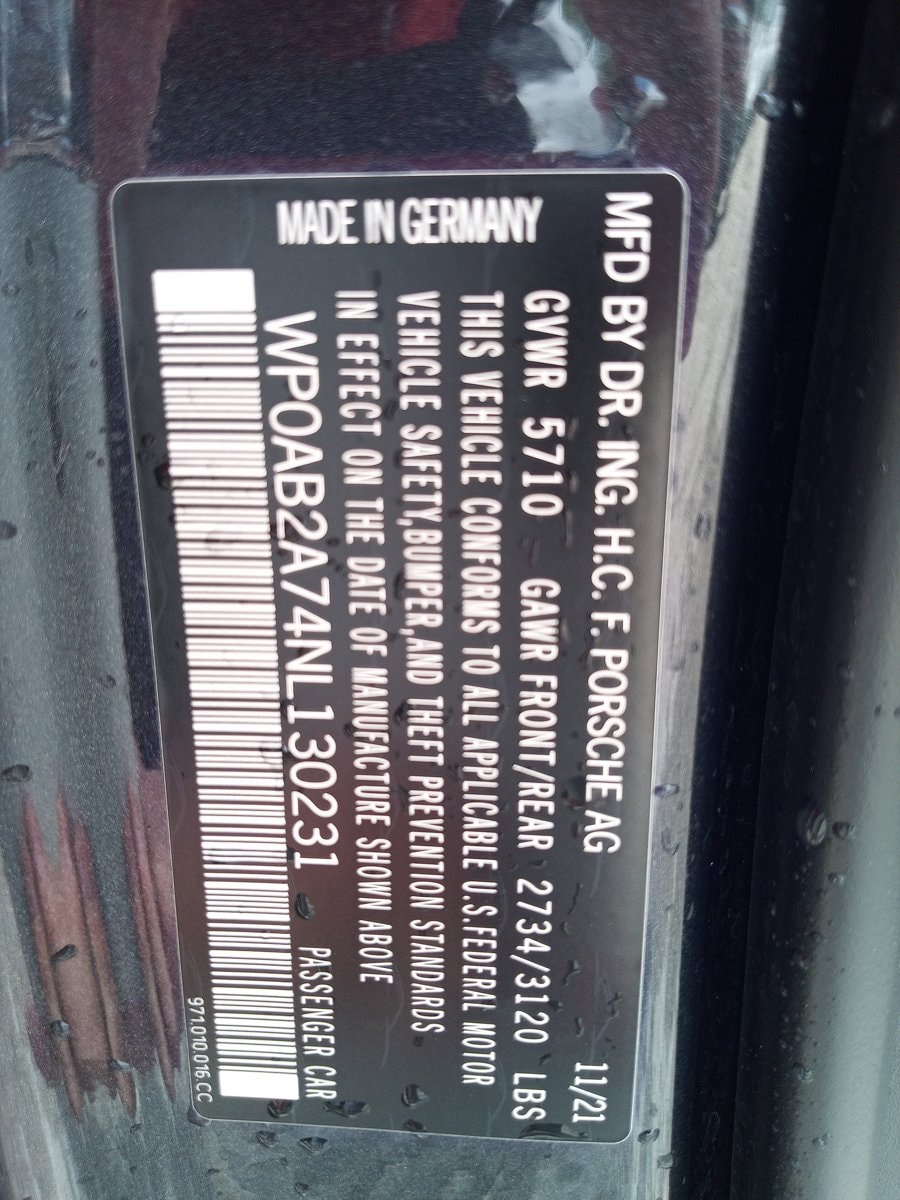 MFD BY DR. ING. H.C. F. PORSCHE AG 11/21
GVWR 5710 GAWR FRONT/REAR 2734/3120 LBS
THIS VEHICLE CONFORMS TO ALL APPLICABLE U.S.FEDERAL MOTOR
VEHICLE SAFETY,BUMPER,AND THEFT PREVENTION STANDARDS
IN EFFECT ON THE DATE OF MANUFACTURE SHOWN ABOVE
MADE IN GERMANY
WP0AB2A74NL130231 PASSENGER CAR
971.010.016.CC